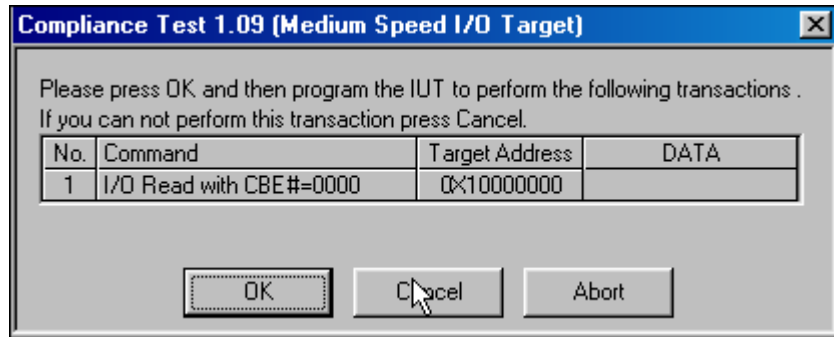 Compliance Test 1.09 (Medium Speed I/O Target)
Please press OK and then program the IUT to perform the following transactions .
If you can not perform this transaction press Cancel.
No. Command Target Address DATA
1 I/O Read with CBE#=0000 0X10000000
OK Cancel Abort